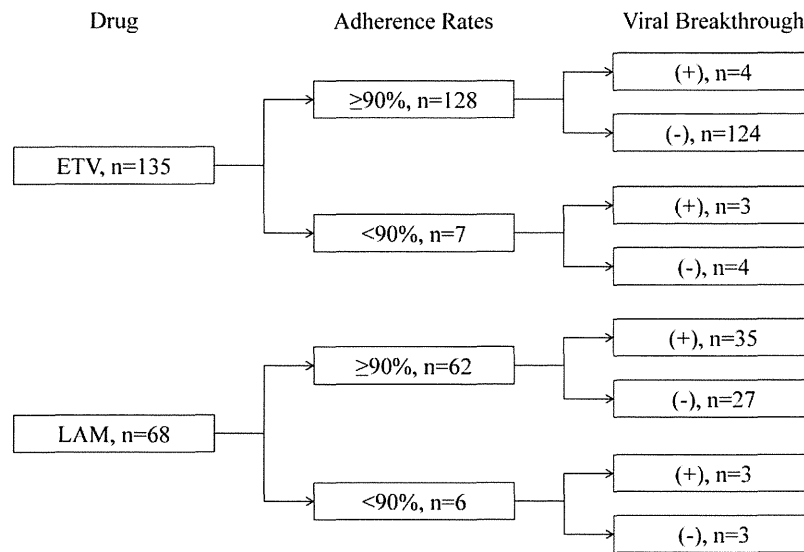 Drug Adherence Rates Viral Breakthrough
(+), n=4
≥90%, n=128
(-), n=124
ETV, n=135
(+), n=3
<90%, n=7
(-), n=4
(+), n=35
≥90%, n=62
(-), n=27
LAM, n=68
(+), n=3
<90%, n=6
(-), n=3